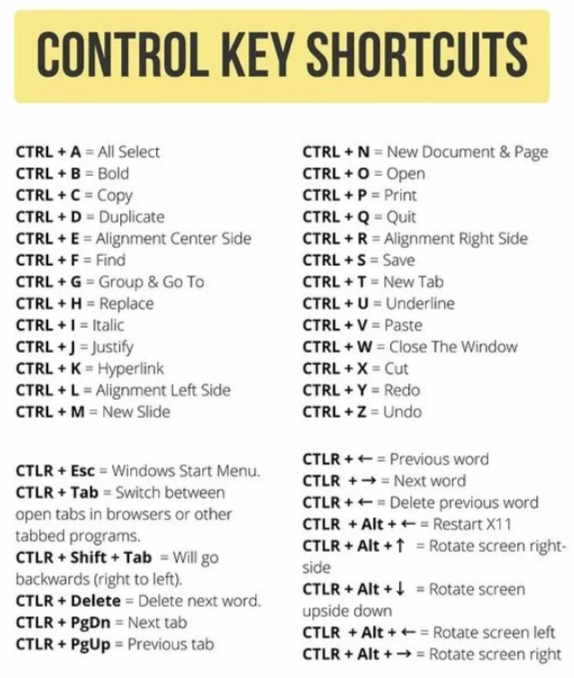 CONTROL KEY SHORTCUTS
CTRL + A = All Select
CTRL + B = Bold
CTRL + C = Copy
CTRL + D = Duplicate
CTRL + E = Alignment Center Side
CTRL + F = Find
CTRL + G = Group & Go To
CTRL + H = Replace
CTRL + I = Italic
CTRL + J = Justify
CTRL + K = Hyperlink
CTRL + L = Alignment Left Side
CTRL + M = New Slide
CTRL + N = New Document & Page
CTRL + O = Open
CTRL + P = Print
CTRL + Q = Quit
CTRL + R = Alignment Right Side
CTRL + S = Save
CTRL + T = New Tab
CTRL + U = Underline
CTRL + V = Paste
CTRL + W = Close The Window
CTRL + X = Cut
CTRL + Y = Redo
CTRL + Z = Undo
CTLR + Esc = Windows Start Menu.
CTLR + Tab = Switch between
open tabs in browsers or other
tabbed programs.
CTLR + Shift + Tab = Will go
backwards (right to left).
CTLR + Delete = Delete next word.
CTLR + PgDn = Next tab
CTLR + PgUp = Previous tab
CTLR + ← = Previous word
CTLR + → = Next word
CTLR + ← = Delete previous word
CTLR + Alt + ← = Restart X11
CTLR + Alt + ↑ = Rotate screen right-
side
CTLR + Alt + ↓ = Rotate screen
upside down
CTLR + Alt + ← = Rotate screen left
CTLR + Alt + → = Rotate screen right